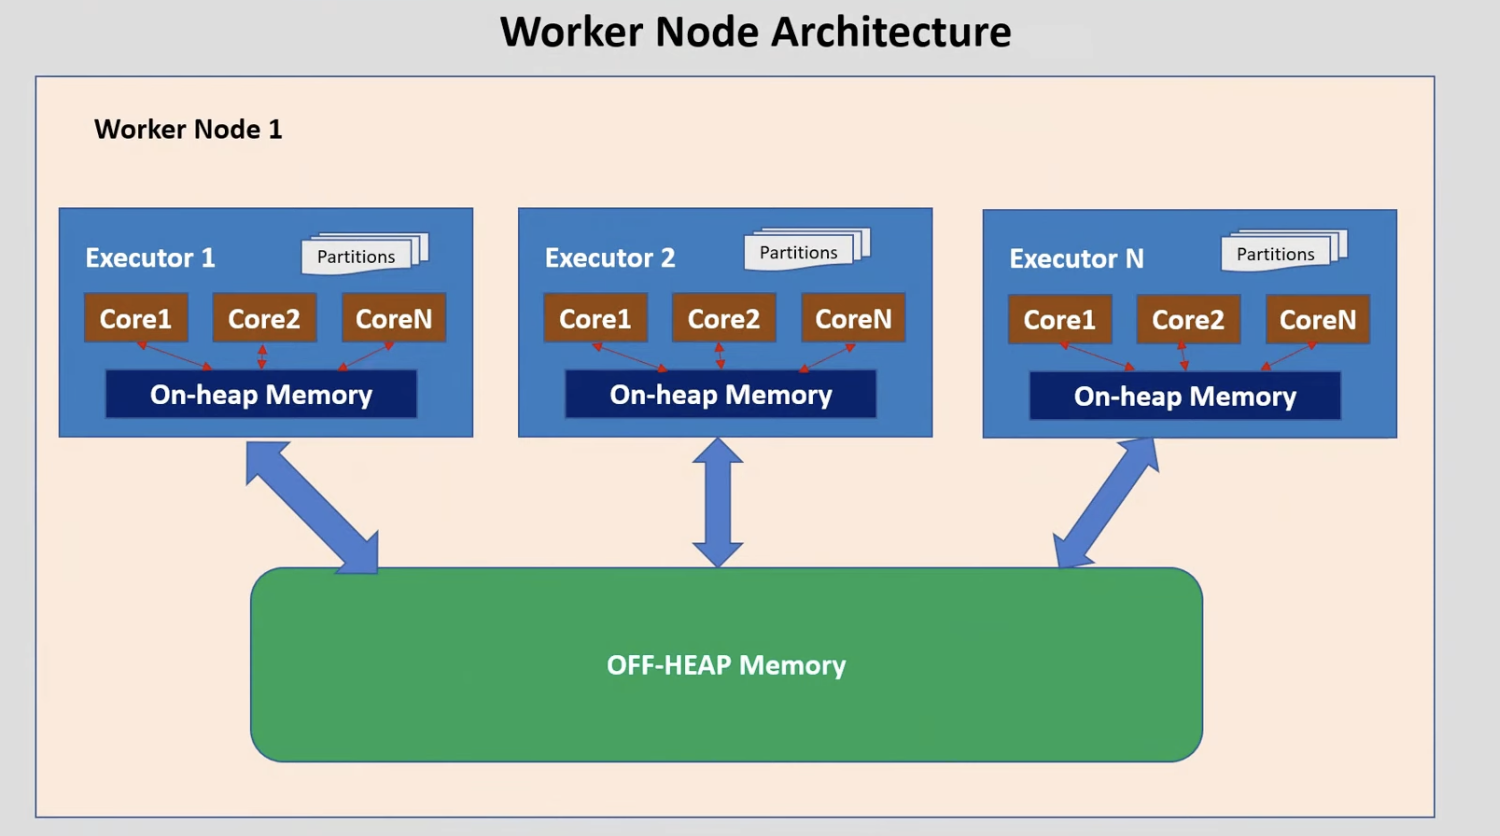 Worker Node Architecture
Worker Node 1
Executor 1
Partitions
Core1
Core2
CoreN
On-heap Memory
Executor 2
Partitions
Core1
Core2
CoreN
On-heap Memory
Executor N
Partitions
Core1
Core2
CoreN
On-heap Memory
OFF-HEAP Memory